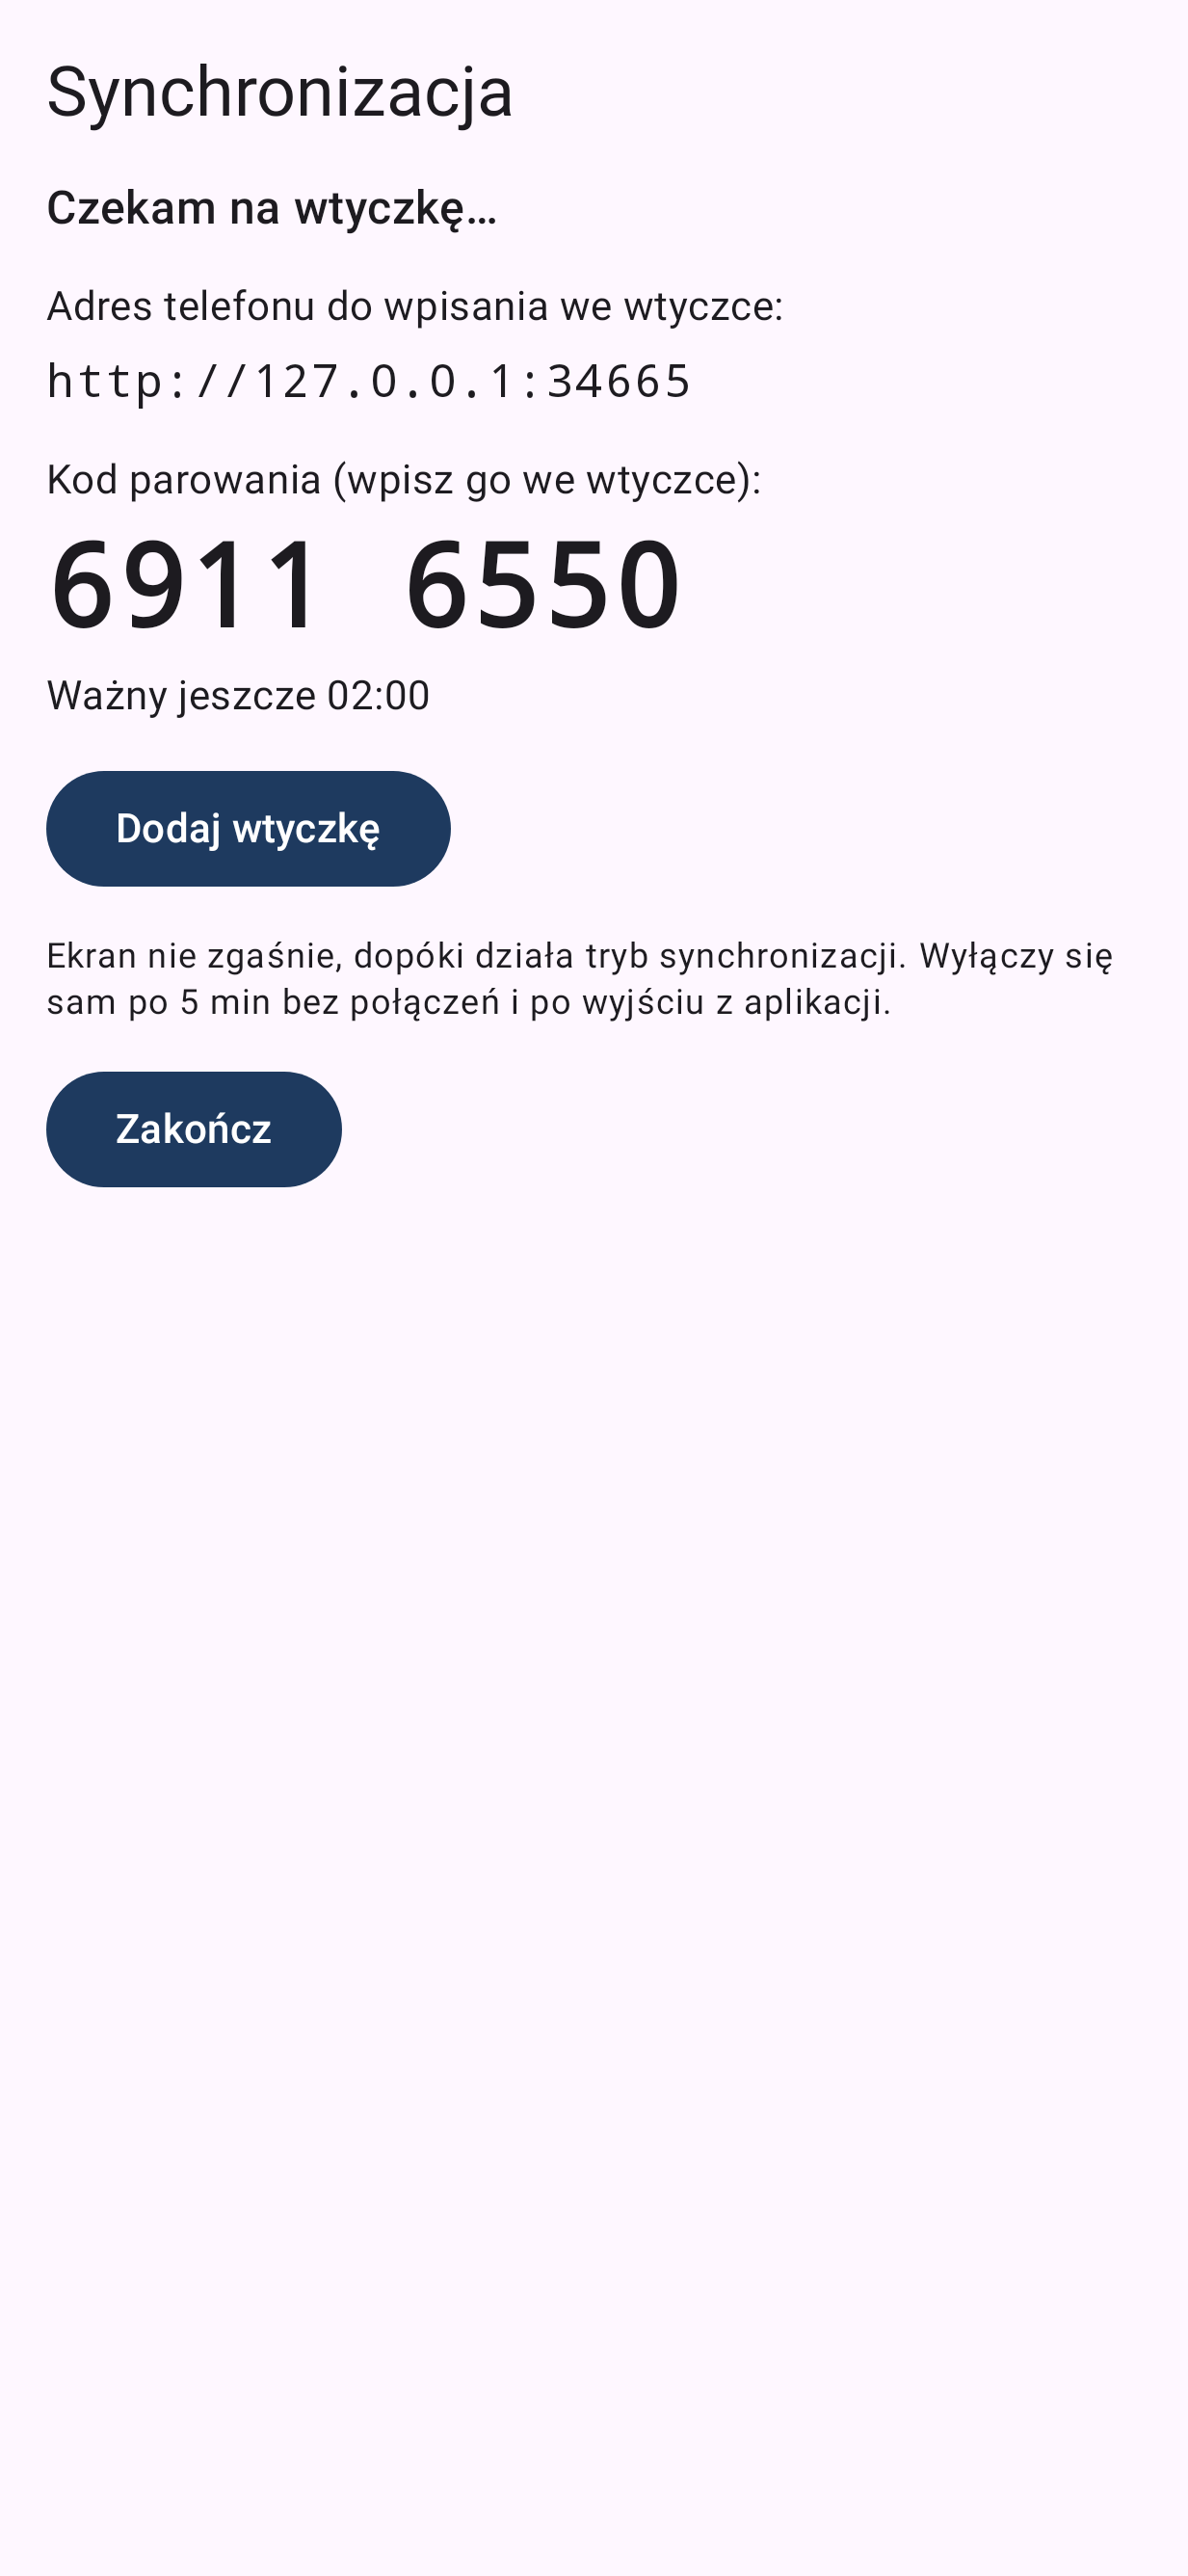 Synchronizacja
Czekam na wtyczkę…
Adres telefonu do wpisania we wtyczce:
http://127.0.0.1:34665
Kod parowania (wpisz go we wtyczce):
6911 6550
Ważny jeszcze 02:00
Dodaj wtyczkę
Ekran nie zgaśnie, dopóki działa tryb synchronizacji. Wyłączy się
sam po 5 min bez połączeń i po wyjściu z aplikacji.
Zakończ